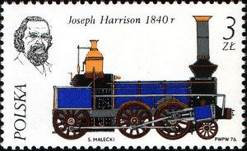 Joseph Harrison 1840 r
3
ZŁ
POLSKA
S. MAŁECKI
PWPW 76